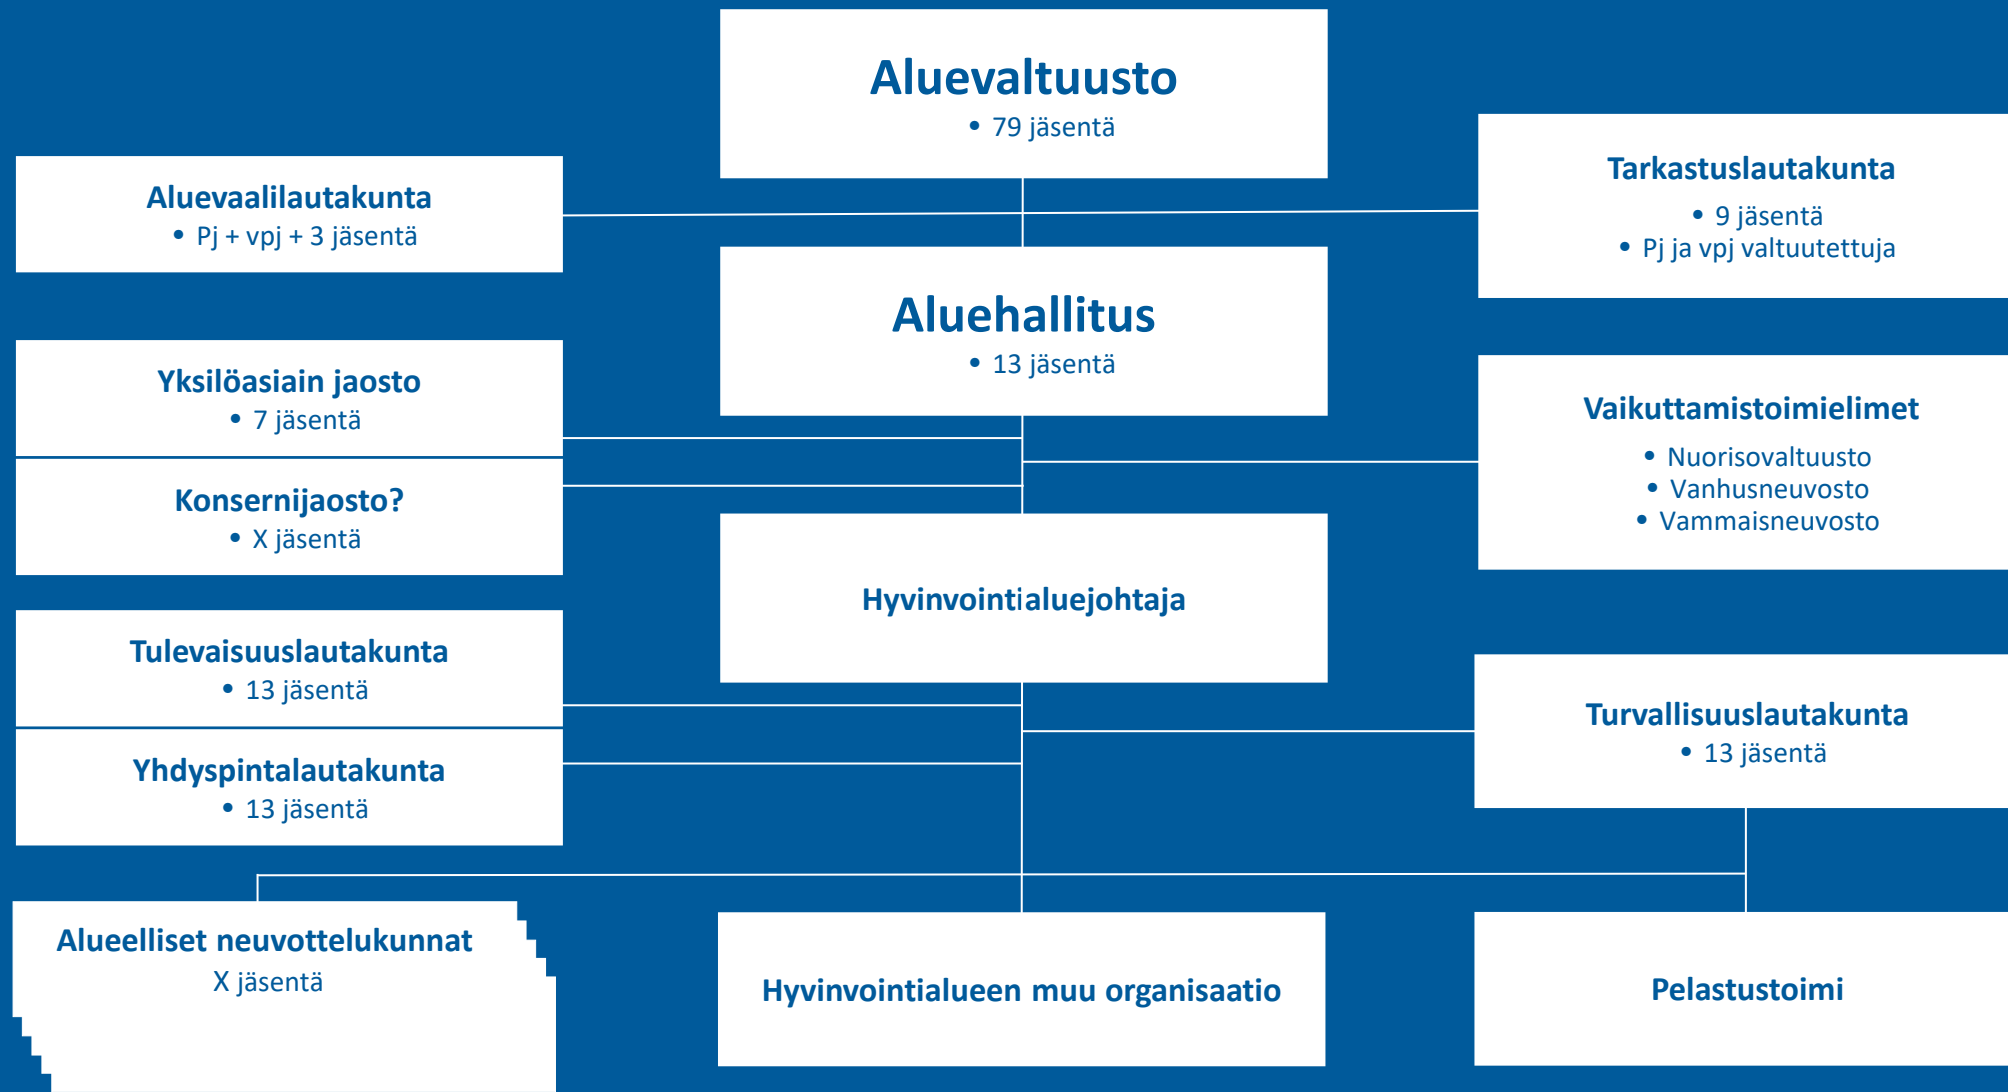 Aluevaltuusto
• 79 jäsentä
Aluevaalilautakunta
• Pj + vpj + 3 jäsentä
Tarkastuslautakunta
• 9 jäsentä
• Pj ja vpj valtuutettuja
Aluehallitus
• 13 jäsentä
Yksilöasiain jaosto
• 7 jäsentä
Konsernijaosto?
• X jäsentä
Vaikuttamistoimielimet
• Nuorisovaltuusto
• Vanhusneuvosto
• Vammaisneuvosto
Hyvinvointialuejohtaja
Tulevaisuuslautakunta
• 13 jäsentä
Yhdyspintalautakunta
• 13 jäsentä
Turvallisuuslautakunta
• 13 jäsentä
Alueelliset neuvottelukunnat
X jäsentä
Hyvinvointialueen muu organisaatio
Pelastustoimi